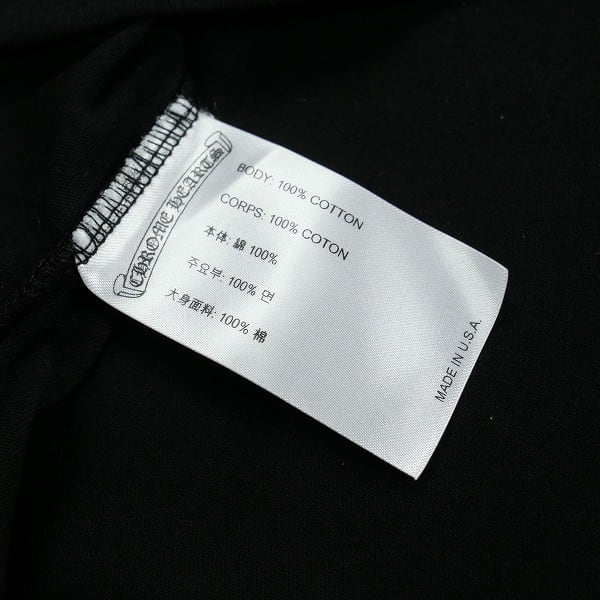 CHROME HEARTS
BODY: 100% COTTON
CORPS: 100% COTON
本体: 綿 100%
주요부: 100% 면
大身面料: 100% 棉
MADE IN U.S.A.